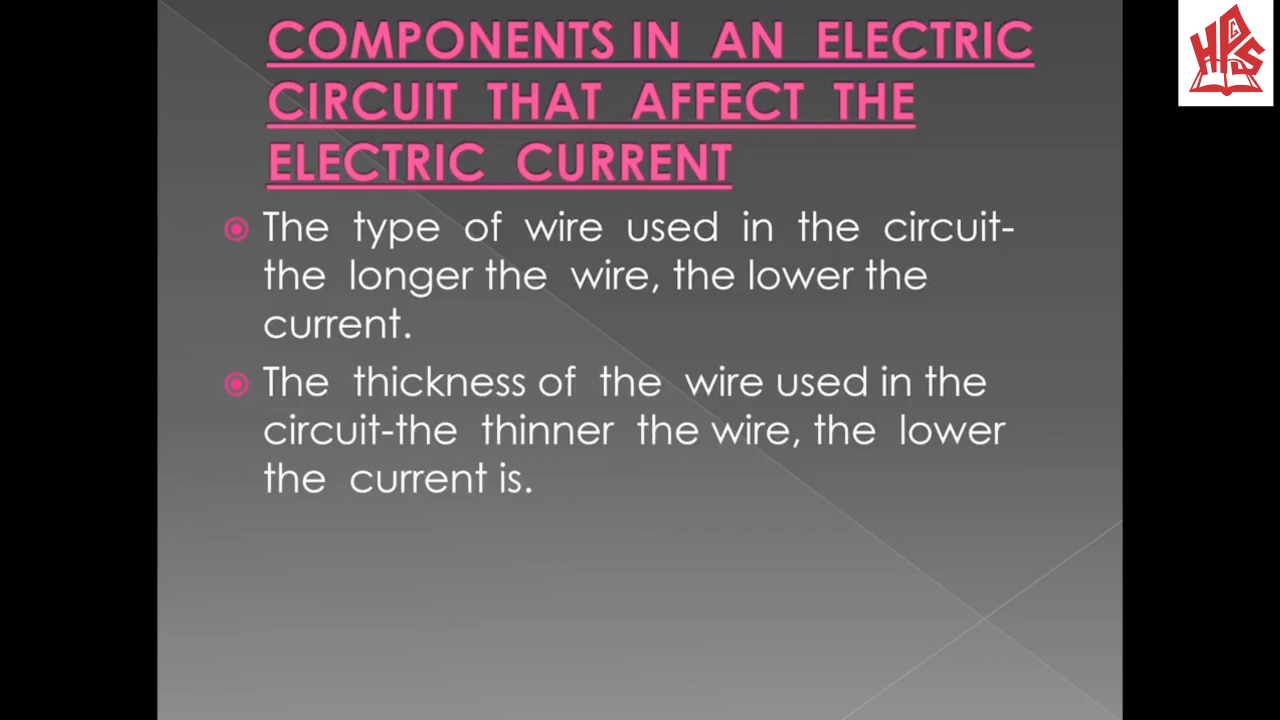 COMPONENTS IN AN ELECTRIC
CIRCUIT THAT AFFECT THE
ELECTRIC CURRENT
The type of wire used in the circuit-
the longer the wire, the lower the
current.
The thickness of the wire used in the
circuit-the thinner the wire, the lower
the current is.
HPS